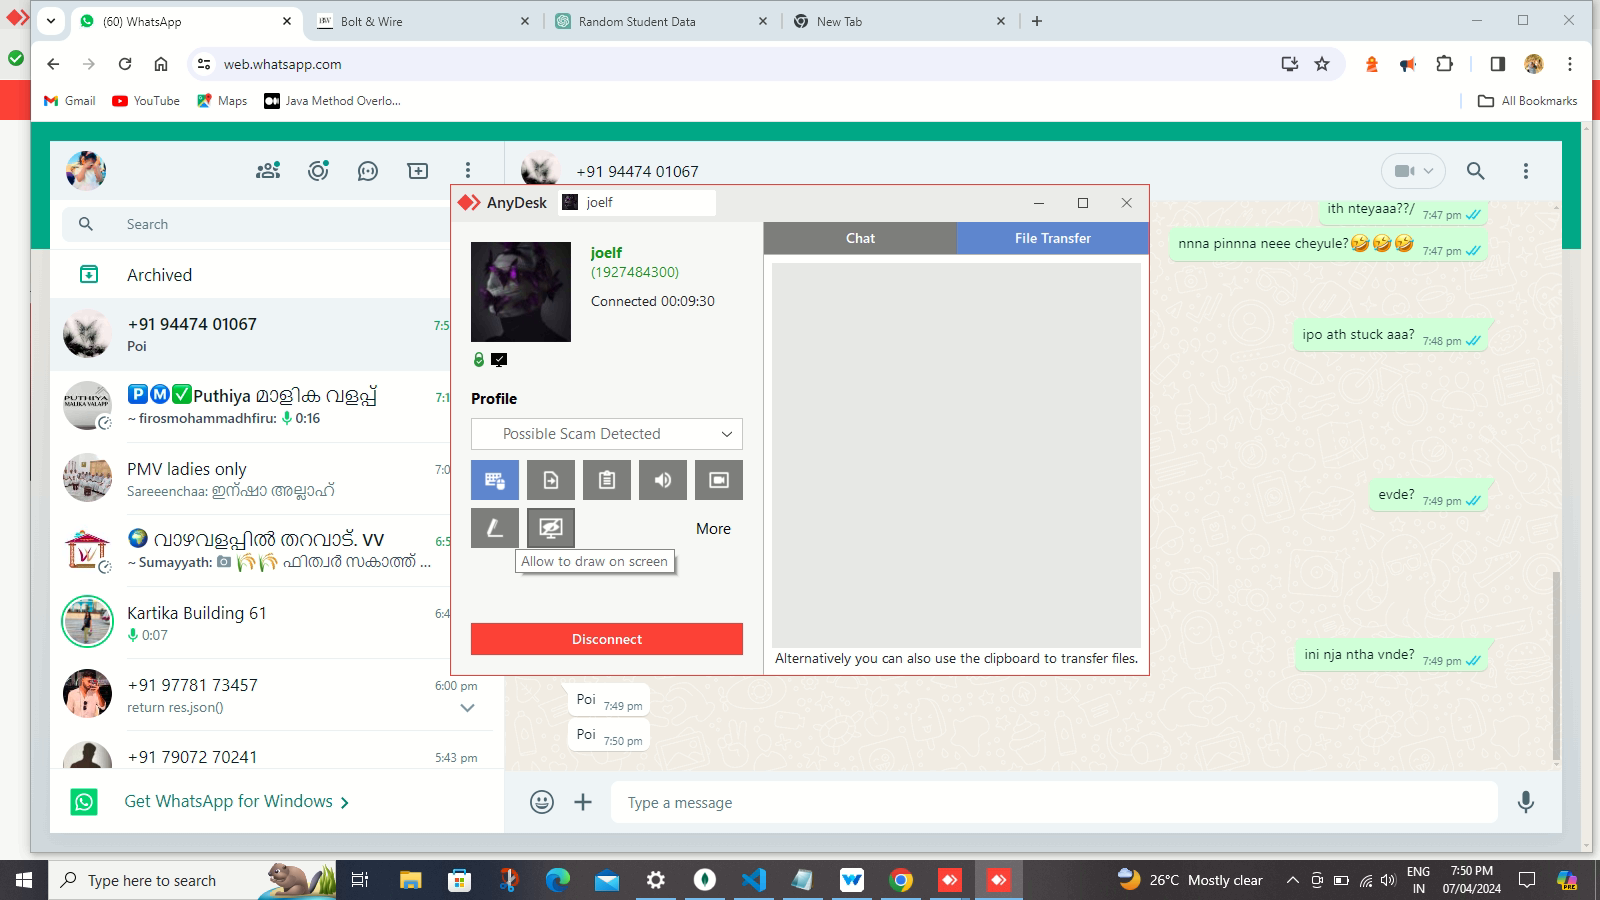 (60) WhatsApp
Bolt & Wire
Random Student Data
New Tab
web.whatsapp.com
Gmail
YouTube
Maps
Java Method Overlo...
All Bookmarks
+91 94474 01067
Search
Archived
+91 94474 01067
7:5
Poi
🅿️Ⓜ️✅Puthiya മാളിക വളപ്പ്
7:1
~ firosmohammadhfiru: 0:16
PMV ladies only
7:0
Sareeenchaa: ഇന്ഷാ അല്ലാഹ്
🌍 വാഴവളപ്പിൽ തറവാട്. VV
6:5
~ Sumayyath: 📷 🌾🌾 ഫിത്വർ സകാത്ത് ...
Kartika Building 61
6:4
0:07
+91 97781 73457
6:00 pm
return res.json()
+91 79072 70241
5:43 pm
Get WhatsApp for Windows
AnyDesk
joelf
joelf
(1927484300)
Connected 00:09:30
Profile
Possible Scam Detected
More
Allow to draw on screen
Disconnect
Chat
File Transfer
Alternatively you can also use the clipboard to transfer files.
ith nteyaaa??/ 7:47 pm
nnna pinnna neee cheyule?🤣🤣🤣 7:47 pm
ipo ath stuck aaa? 7:48 pm
evde? 7:49 pm
ini nja ntha vnde? 7:49 pm
Poi 7:49 pm
Poi 7:50 pm
Type a message
Type here to search
26°C Mostly clear
ENG
IN
7:50 PM
07/04/2024